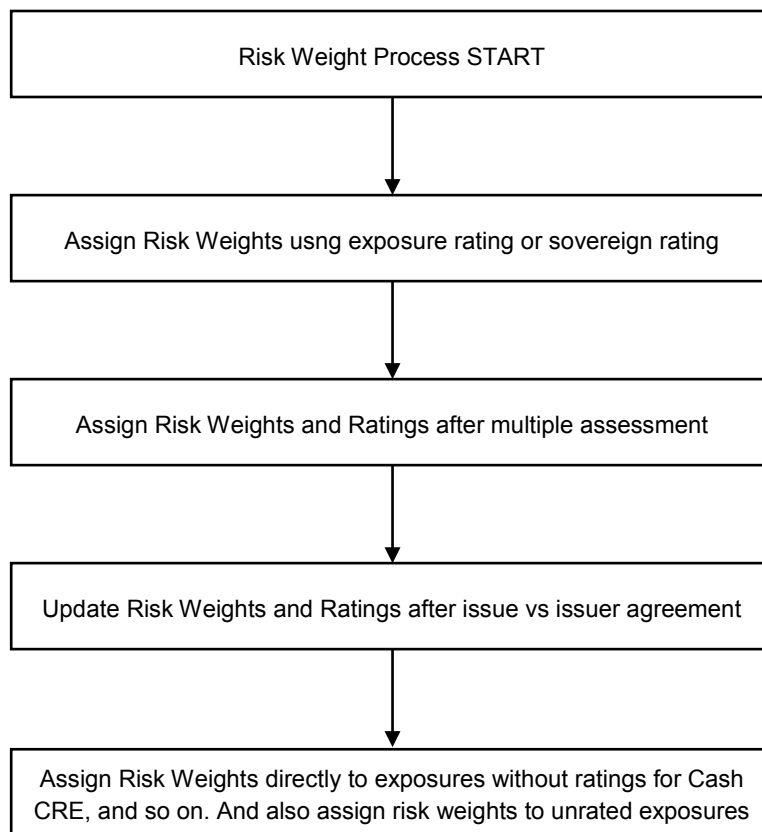 Risk Weight Process START
Assign Risk Weights usng exposure rating or sovereign rating
Assign Risk Weights and Ratings after multiple assessment
Update Risk Weights and Ratings after issue vs issuer agreement
Assign Risk Weights directly to exposures without ratings for Cash
CRE, and so on. And also assign risk weights to unrated exposures